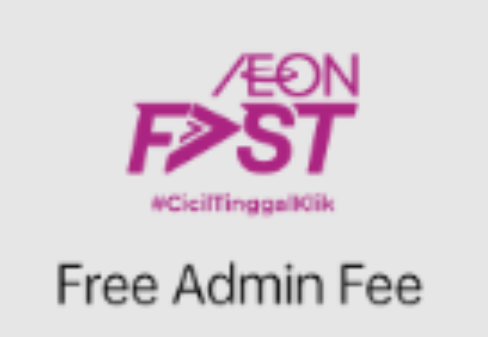 ÆON
FAST
#CicilTinggalKlik
Free Admin Fee